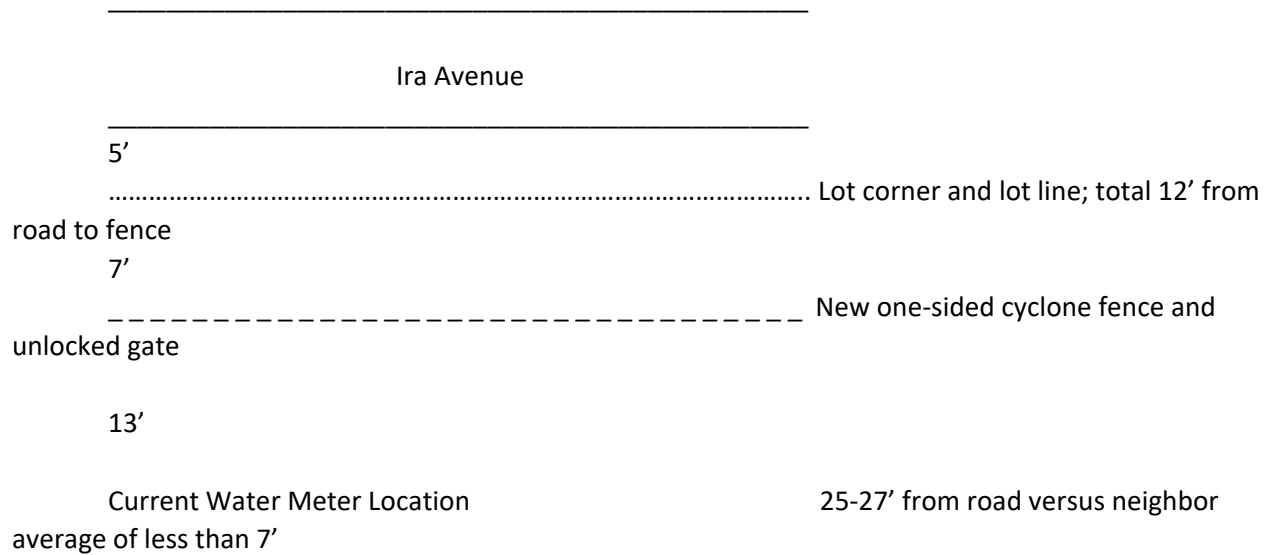 Ira Avenue
5’
Lot corner and lot line; total 12’ from
road to fence
7’
New one-sided cyclone fence and
unlocked gate
13’
Current Water Meter Location 25-27’ from road versus neighbor
average of less than 7’